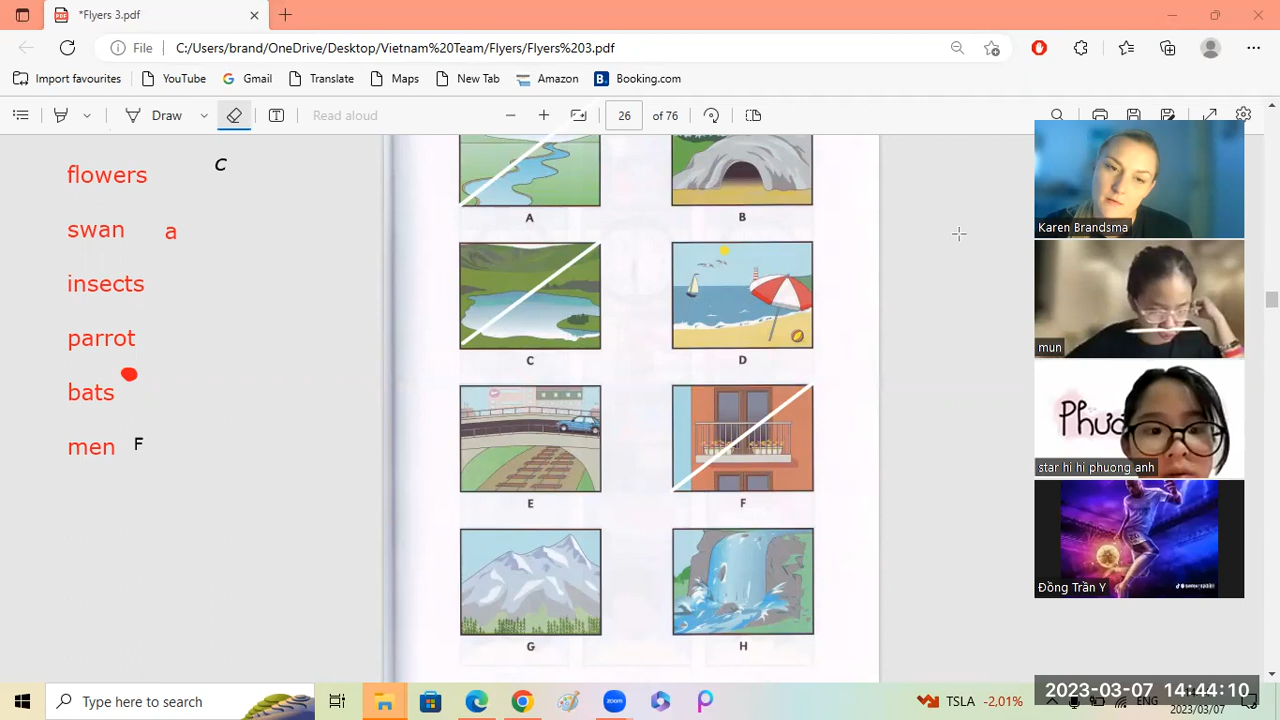 *Flyers 3.pdf
File C:/Users/brand/OneDrive/Desktop/Vietnam%20Team/Flyers/Flyers%203.pdf
Import favourites YouTube Gmail Translate Maps New Tab Amazon B. Booking.com
Draw Read aloud 26 of 76
flowers C
swan a
insects
parrot
bats
men F
A B
C D
E F
G H
Karen Brandsma
mun
Phươ
star hi hi phuong anh
Đồng Trần Y
2023-03-07 14:44:10
Type here to search
zoom
TSLA -2,01%
ENG
2023/03/07